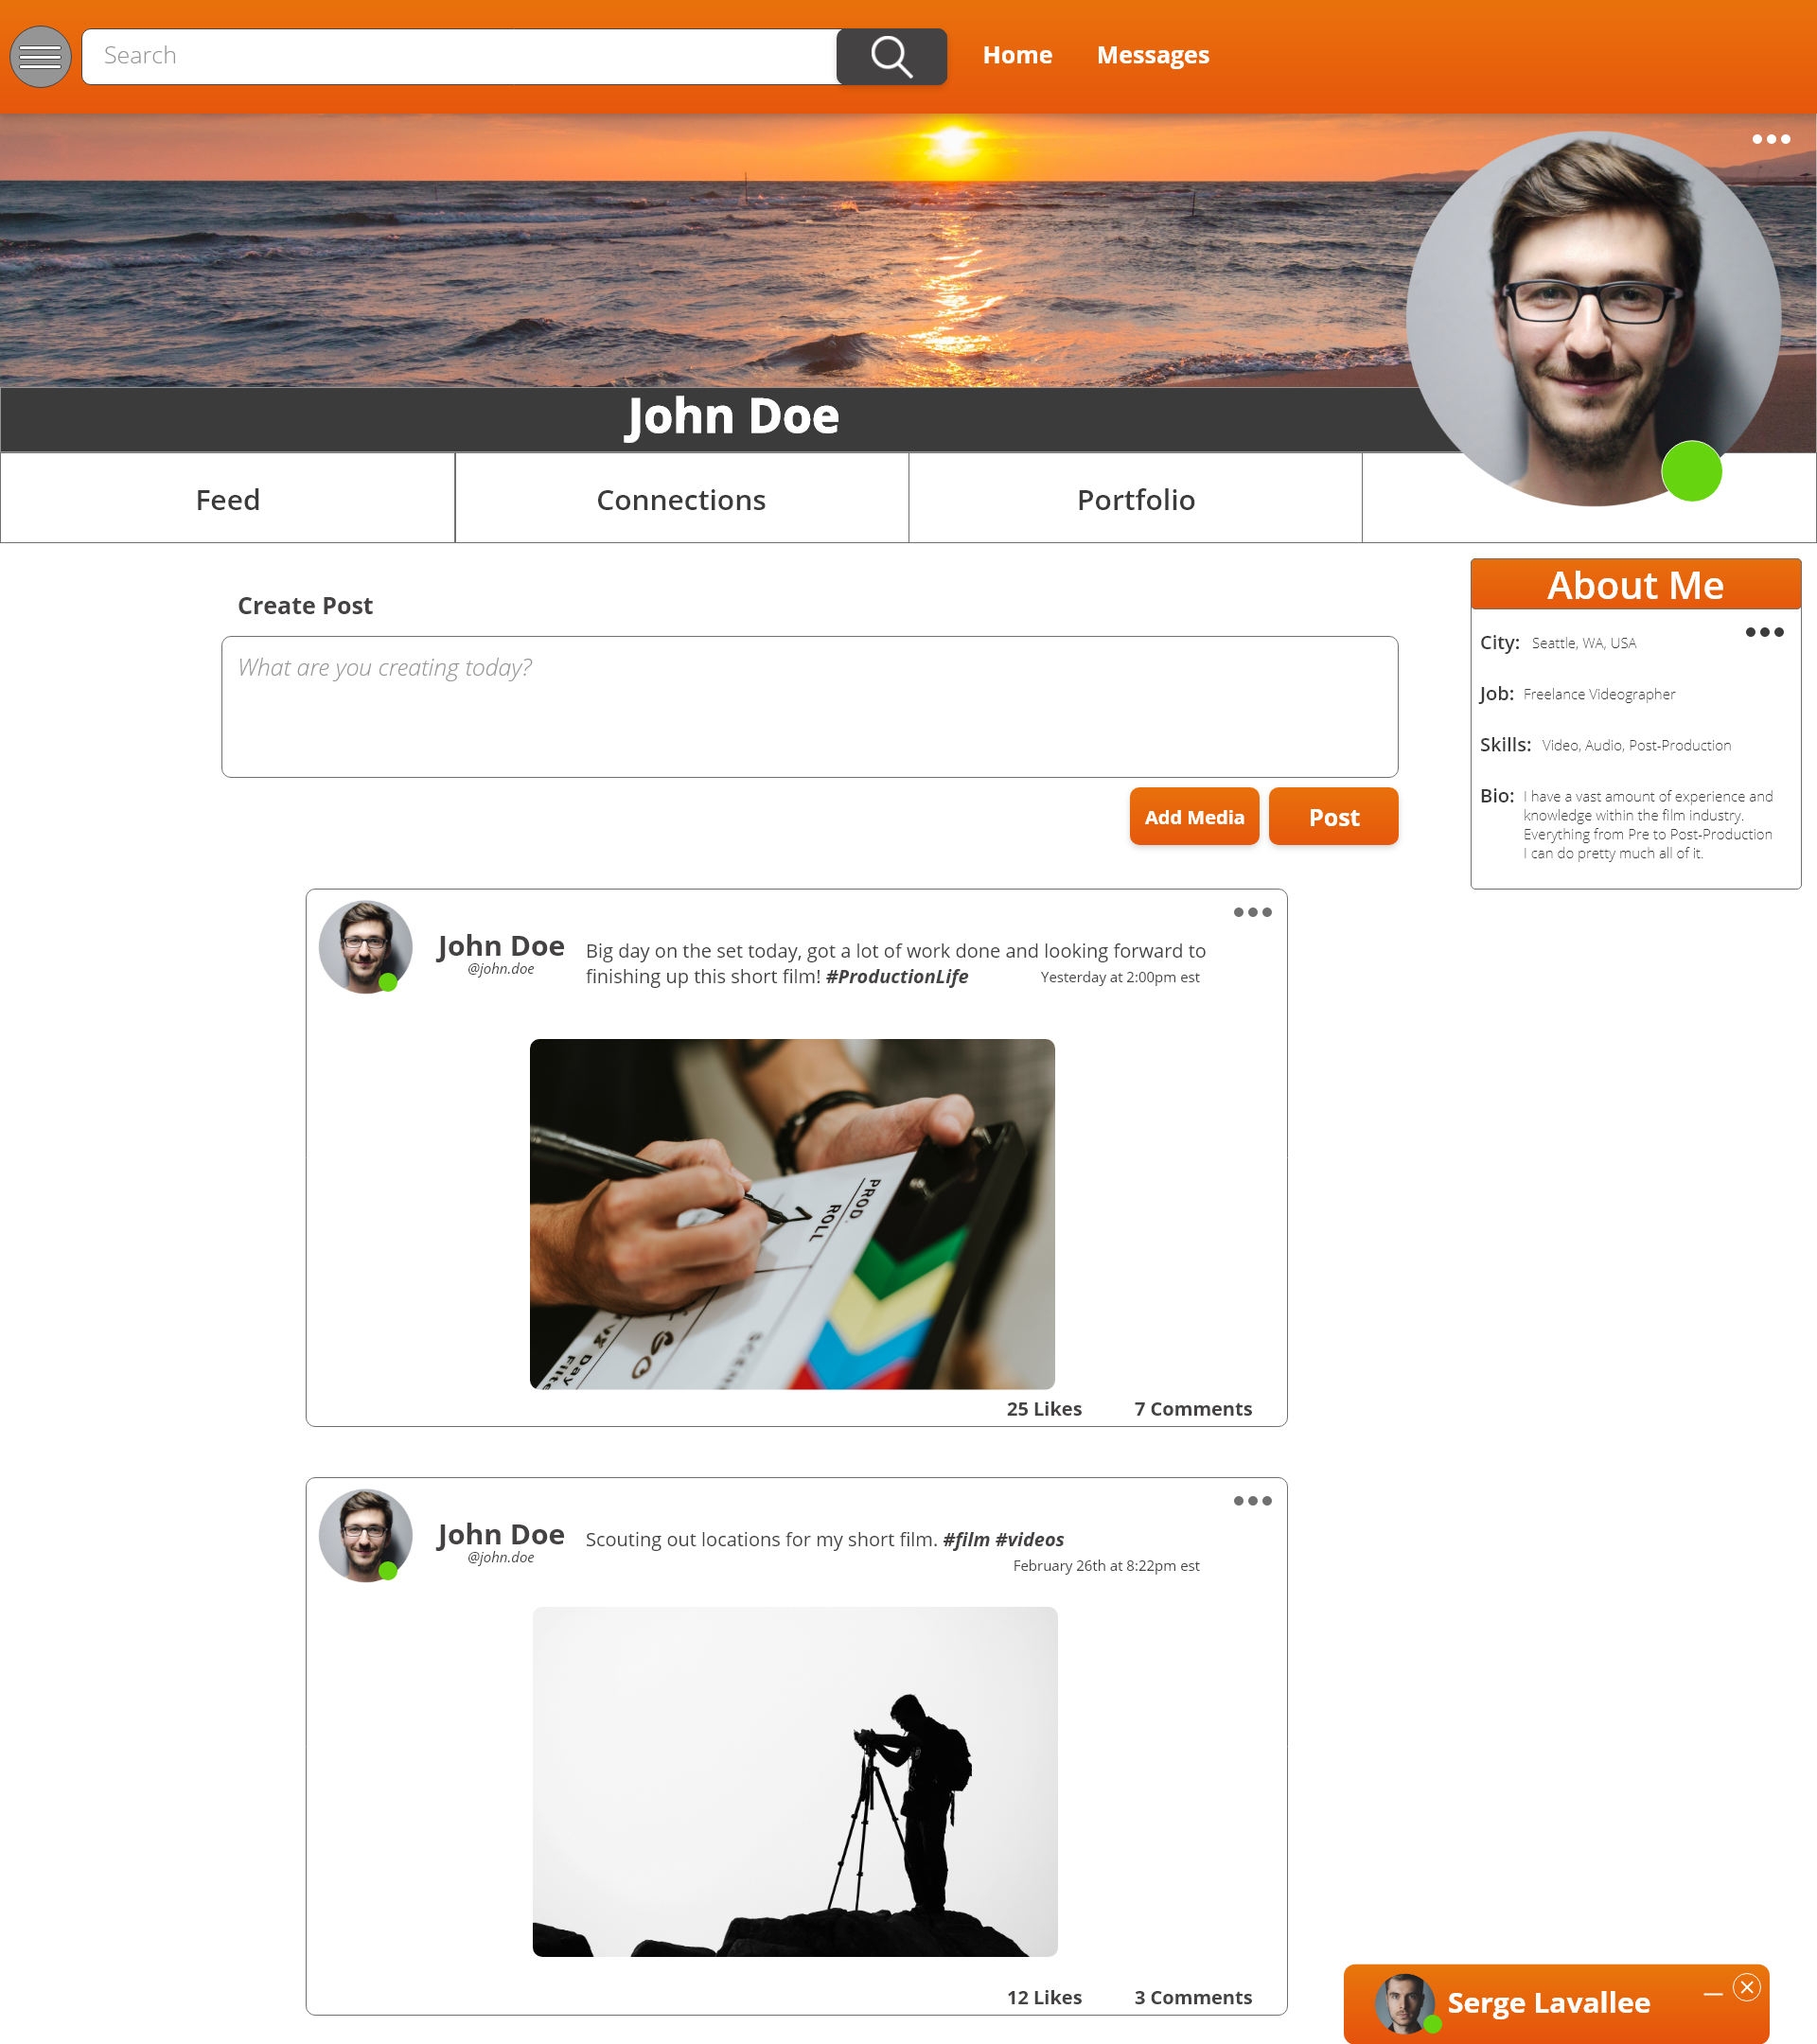 Search
Home
Messages
John Doe
Feed
Connections
Portfolio
About Me
City: Seattle, WA, USA
Job: Freelance Videographer
Skills: Video, Audio, Post-Production
Bio: I have a vast amount of experience and
knowledge within the film industry.
Everything from Pre to Post-Production
I can do pretty much all of it.
Create Post
What are you creating today?
Add Media
Post
John Doe
@john.doe
Big day on the set today, got a lot of work done and looking forward to
finishing up this short film! #ProductionLife
Yesterday at 2:00pm est
PROD.
ROLL
Day
25 Likes
7 Comments
John Doe
@john.doe
Scouting out locations for my short film. #film #videos
February 26th at 8:22pm est
12 Likes
3 Comments
Serge Lavallee